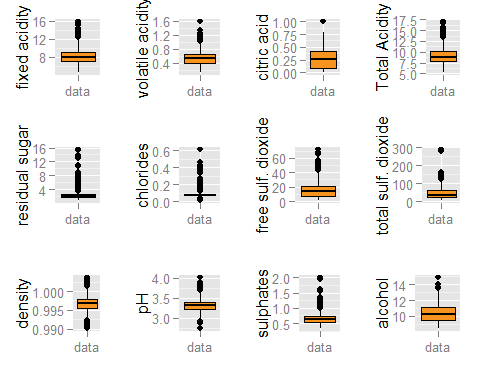 fixed acidity
16
12
8
data
volatile acidity
1.6
1.2
0.8
0.4
data
citric acid
1.00
0.75
0.50
0.25
0.00
data
Total Acidity
17.5
15.0
12.5
10.0
7.5
5.0
data
residual sugar
16
12
8
4
data
chlorides
0.6
0.4
0.2
0.0
data
free sulf. dioxide
60
40
20
0
data
total sulf. dioxide
300
200
100
0
data
density
1.000
0.995
0.990
data
pH
4.0
3.5
3.0
data
sulphates
2.0
1.5
1.0
0.5
data
alcohol
14
12
10
data